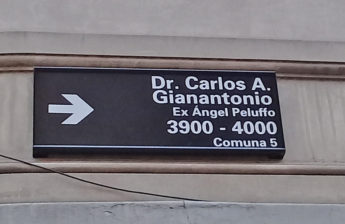 Dr. Carlos A.
Gianantonio
Ex Ángel Peluffo
3900 - 4000
Comuna 5